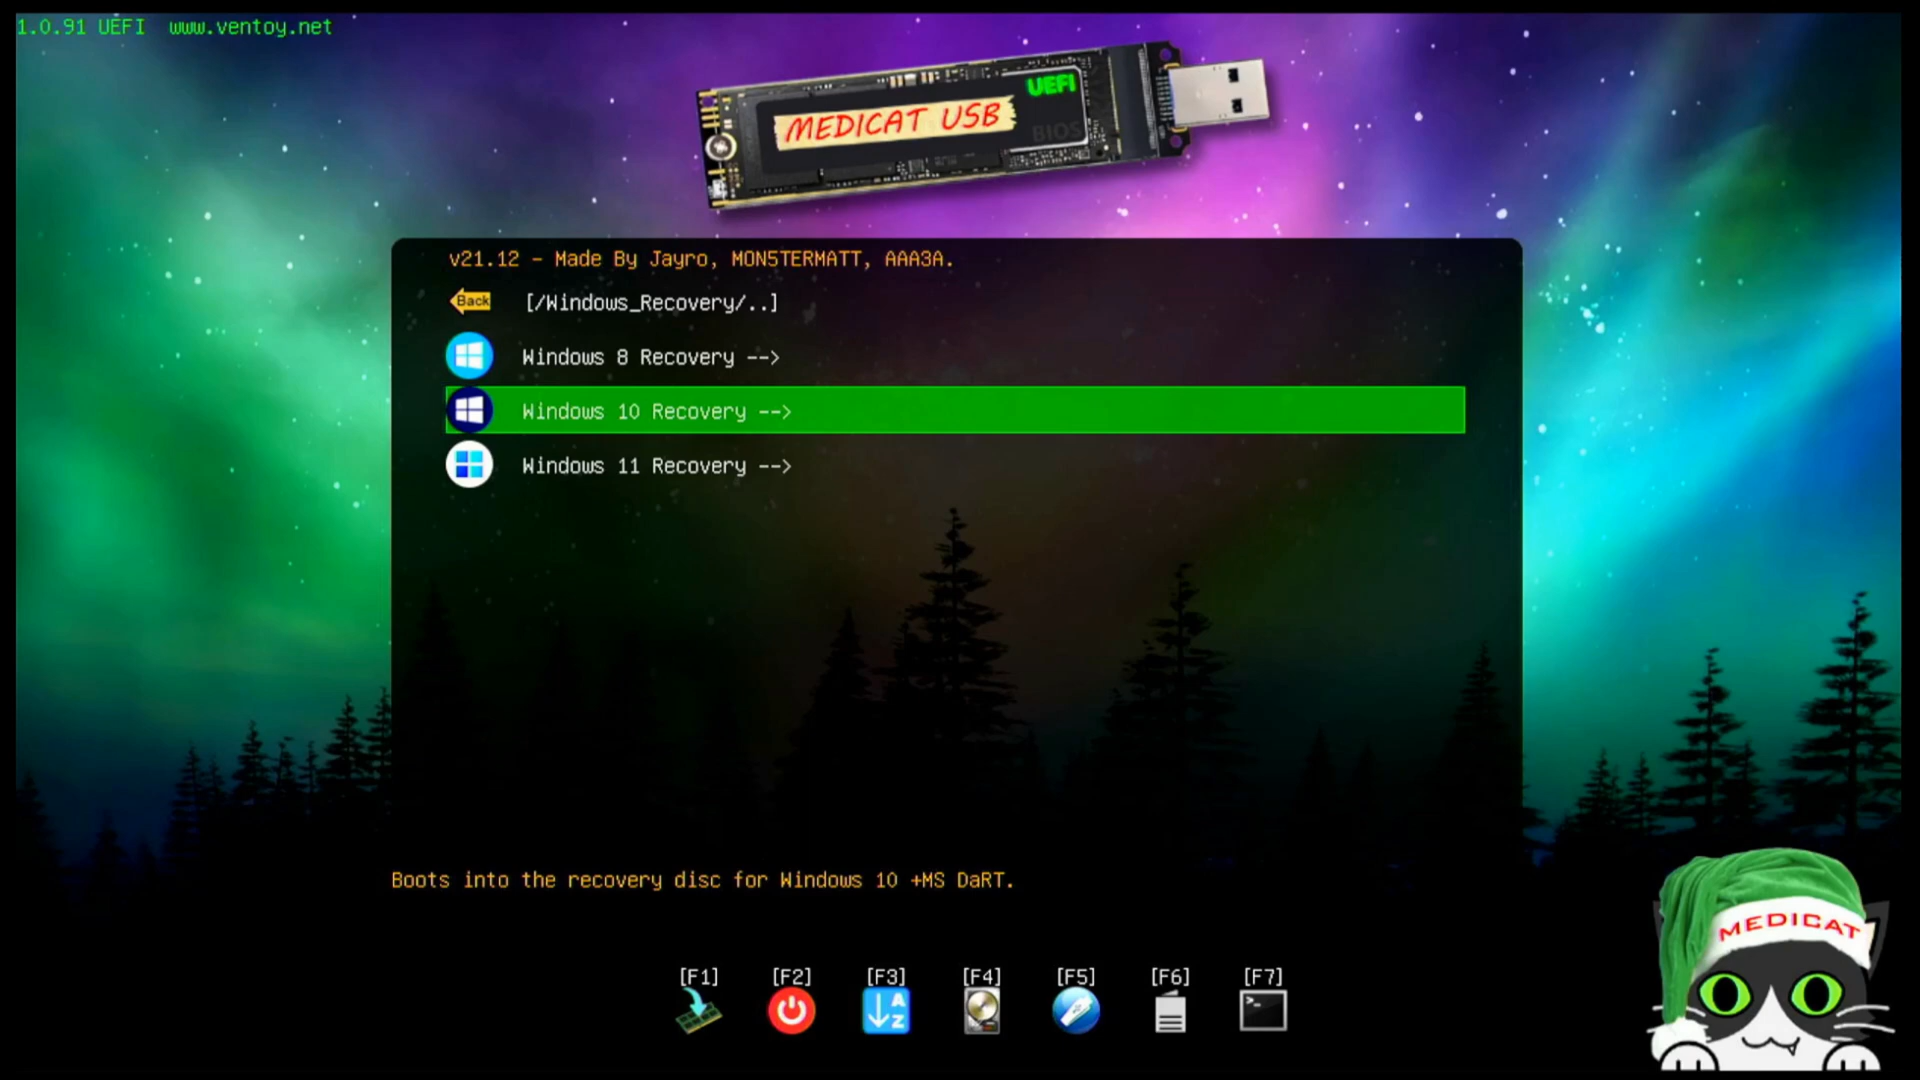 1.0.91 UEFI www.ventoy.net
UEFI
MEDICAT USB
BIOS
v21.12 - Made By Jayro, MON5TERMATT, AAA3A.
Back [/Windows_Recovery/..]
Windows 8 Recovery -->
Windows 10 Recovery -->
Windows 11 Recovery -->
Boots into the recovery disc for Windows 10 +MS DaRT.
MEDICAT
[F1] [F2] [F3] [F4] [F5] [F6] [F7]
A
Z
>_